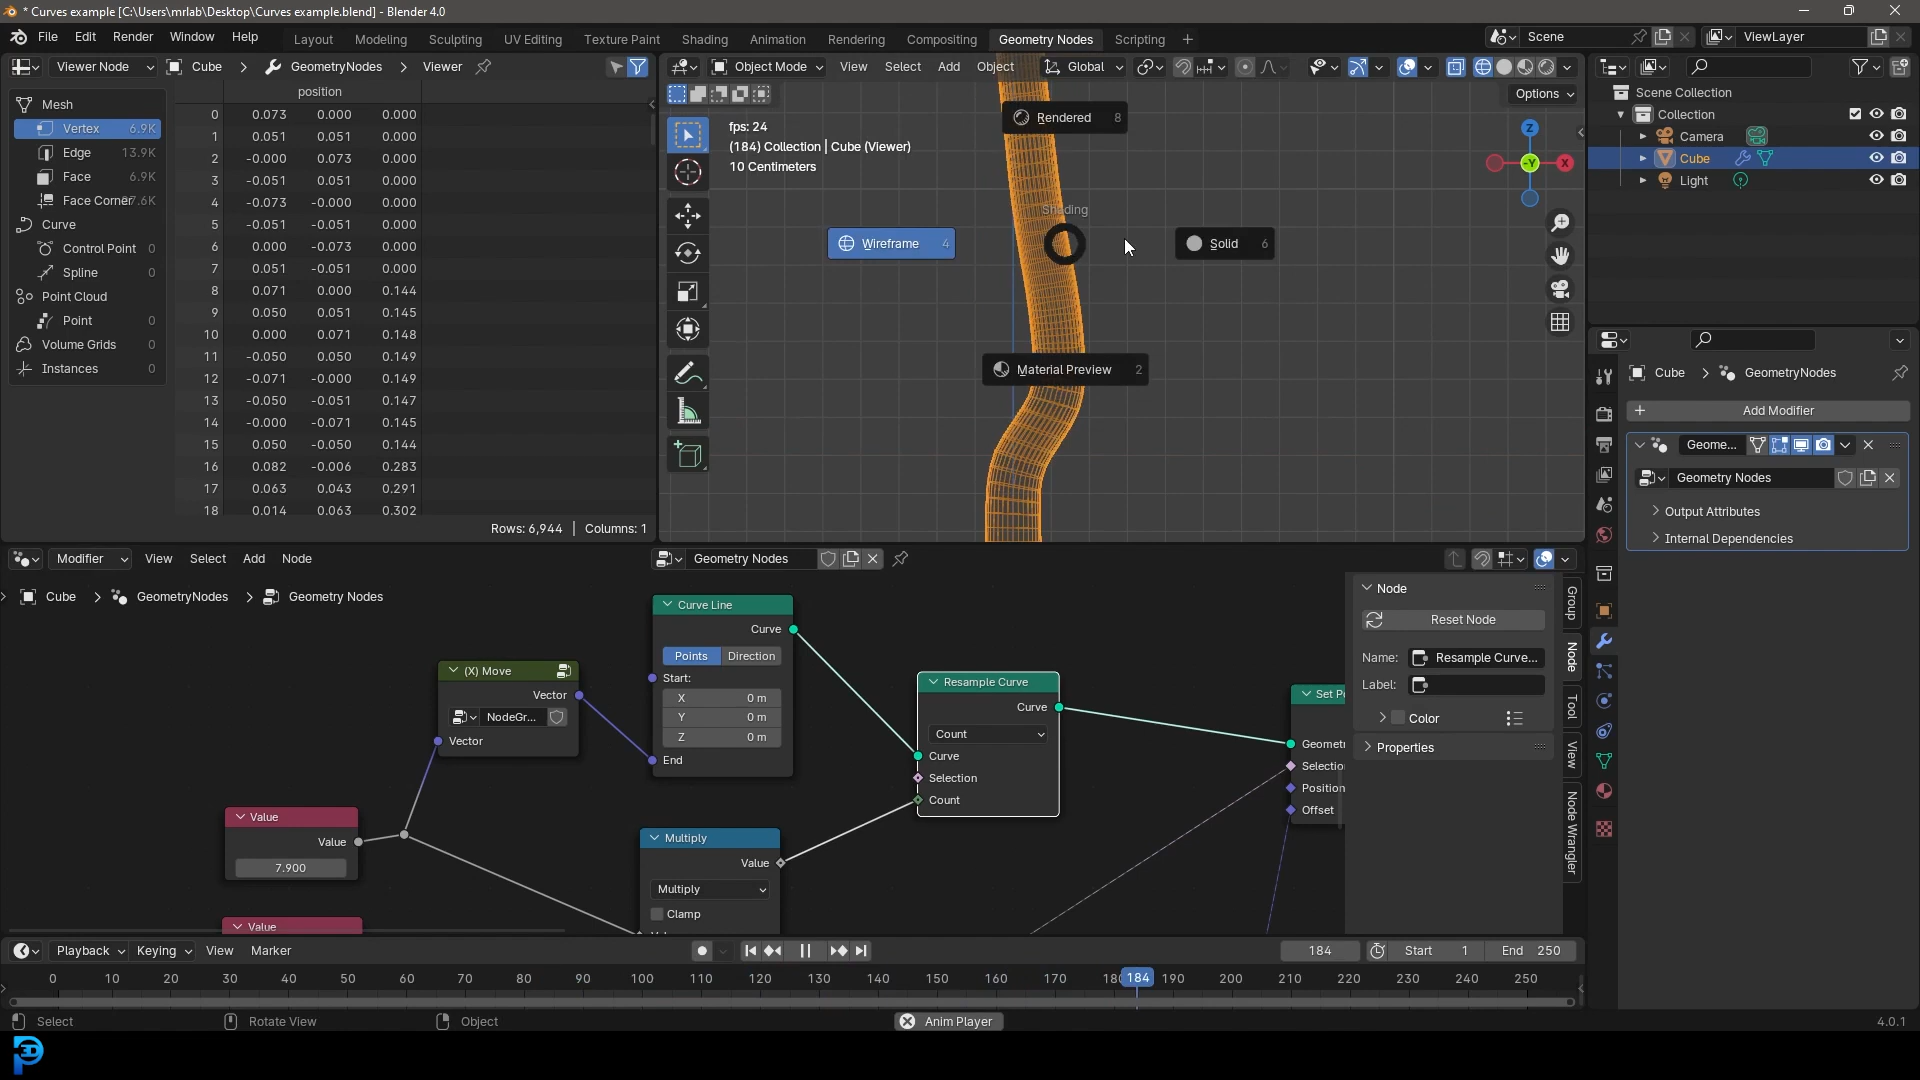 * Curves example [C:\Users\mrlab\Desktop\Curves example.blend] - Blender 4.0
File Edit Render Window Help Layout Modeling Sculpting UV Editing Texture Paint Shading Animation Rendering Compositing Geometry Nodes Scripting + Scene ViewLayer
Viewer Node Cube > GeometryNodes > Viewer
Object Mode View Select Add Object Global
Options
Mesh
Vertex 6.9K
Edge 13.9K
Face 6.9K
Face Corner
Curve
Control Point 0
Spline 0
Point Cloud
Point 0
Volume Grids 0
Instances 0
position
0 0.073 0.000 0.000
1 0.051 0.051 0.000
2 -0.000 0.073 0.000
3 -0.051 0.051 0.000
4 -0.073 -0.000 0.000
5 -0.051 -0.051 0.000
6 0.000 -0.073 0.000
7 0.051 -0.051 0.000
8 0.071 0.000 0.144
9 0.050 0.051 0.145
10 0.000 0.071 0.148
11 -0.050 0.050 0.149
12 -0.071 -0.000 0.149
13 -0.050 -0.051 0.147
14 -0.000 -0.071 0.145
15 0.050 -0.050 0.144
16 0.082 -0.006 0.283
17 0.063 0.043 0.291
18 0.014 0.063 0.302
Rows: 6,944 | Columns: 1
fps: 24
(184) Collection | Cube (Viewer)
10 Centimeters
Rendered 8
Shading
Wireframe 4
Solid 6
Material Preview 2
Z
-Y
X
Scene Collection
Collection
Camera
Cube
Light
Cube > GeometryNodes
+ Add Modifier
Geome...
Geometry Nodes
> Output Attributes
> Internal Dependencies
Modifier View Select Add Node Geometry Nodes
Cube > GeometryNodes > Geometry Nodes
(X) Move
Vector
NodeGr...
Vector
Value
Value
7.900
Value
Curve Line
Curve
Points Direction
Start:
X 0 m
Y 0 m
Z 0 m
End
Multiply
Value
Multiply
Clamp
Resample Curve
Curve
Count
Curve
Selection
Count
Set P
Geometr
Selectio
Position
Offset
Node
Reset Node
Name: Resample Curve...
Label:
Color
Properties
Group
Node
Tool
View
Node Wrangler
Playback Keying View Marker 184 Start 1 End 250
0 10 20 30 40 50 60 70 80 90 100 110 120 130 140 150 160 170 18 184 190 200 210 220 230 240 250
Select Rotate View Object Anim Player 4.0.1
P3D